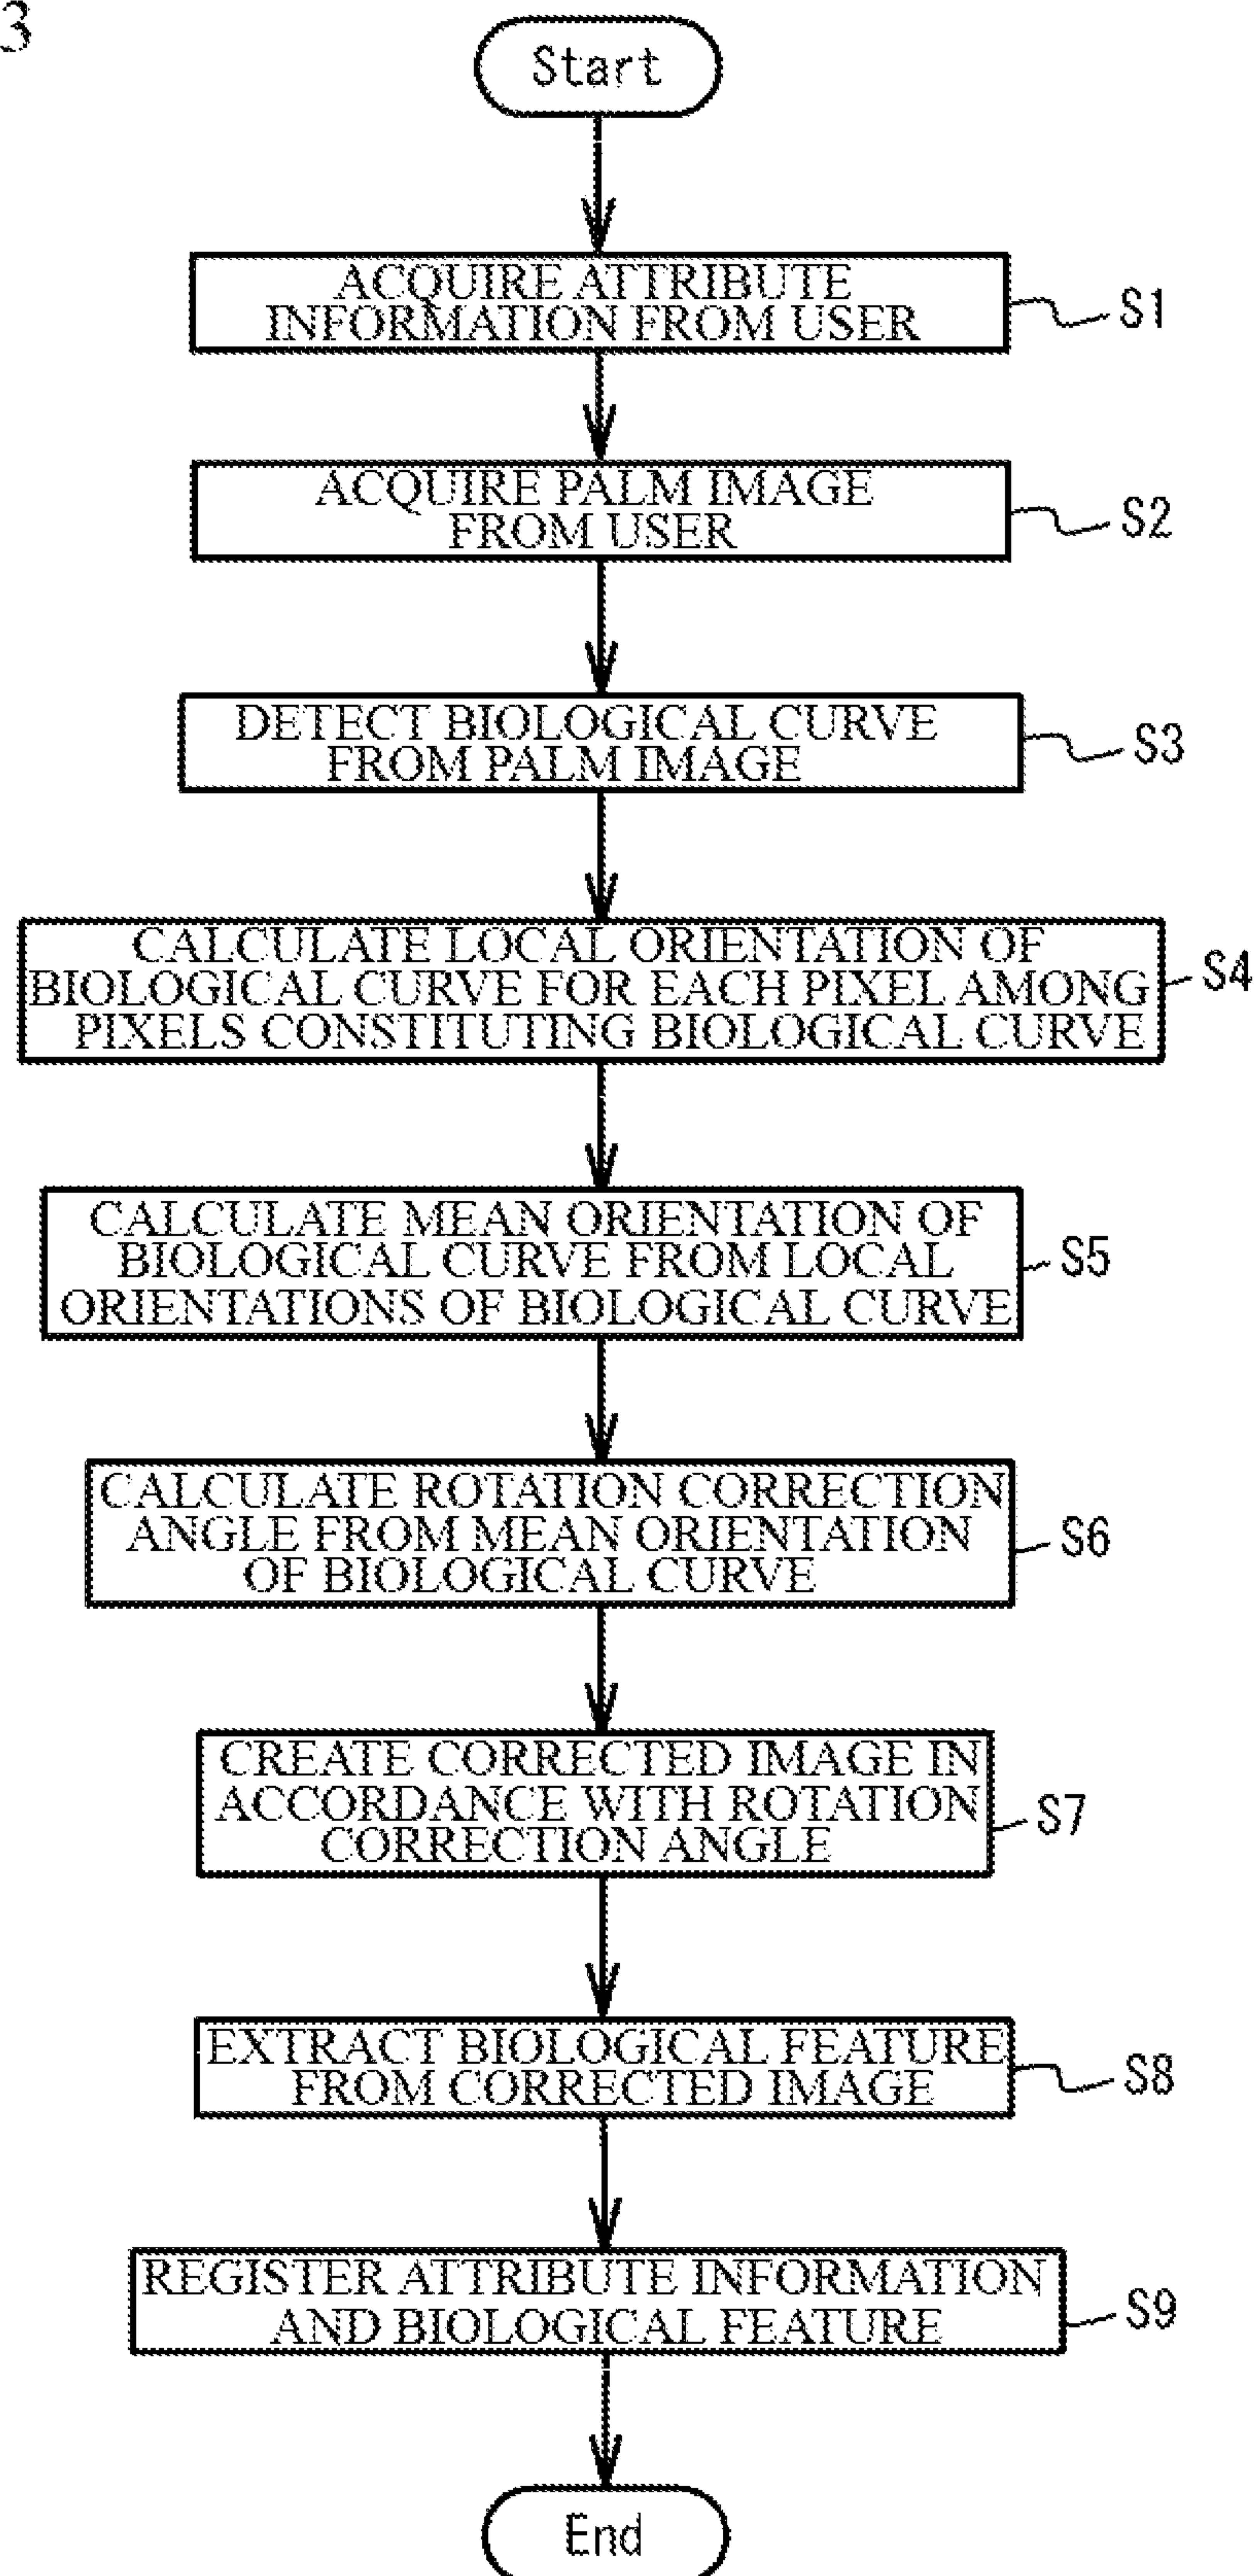 3
Start
ACQUIRE ATTRIBUTE
INFORMATION FROM USER
S1
ACQUIRE PALM IMAGE
FROM USER
S2
DETECT BIOLOGICAL CURVE
FROM PALM IMAGE
S3
CALCULATE LOCAL ORIENTATION OF
BIOLOGICAL CURVE FOR EACH PIXEL AMONG
PIXELS CONSTITUTING BIOLOGICAL CURVE
S4
CALCULATE MEAN ORIENTATION OF
BIOLOGICAL CURVE FROM LOCAL
ORIENTATIONS OF BIOLOGICAL CURVE
S5
CALCULATE ROTATION CORRECTION
ANGLE FROM MEAN ORIENTATION
OF BIOLOGICAL CURVE
S6
CREATE CORRECTED IMAGE IN
ACCORDANCE WITH ROTATION
CORRECTION ANGLE
S7
EXTRACT BIOLOGICAL FEATURE
FROM CORRECTED IMAGE
S8
REGISTER ATTRIBUTE INFORMATION
AND BIOLOGICAL FEATURE
S9
End